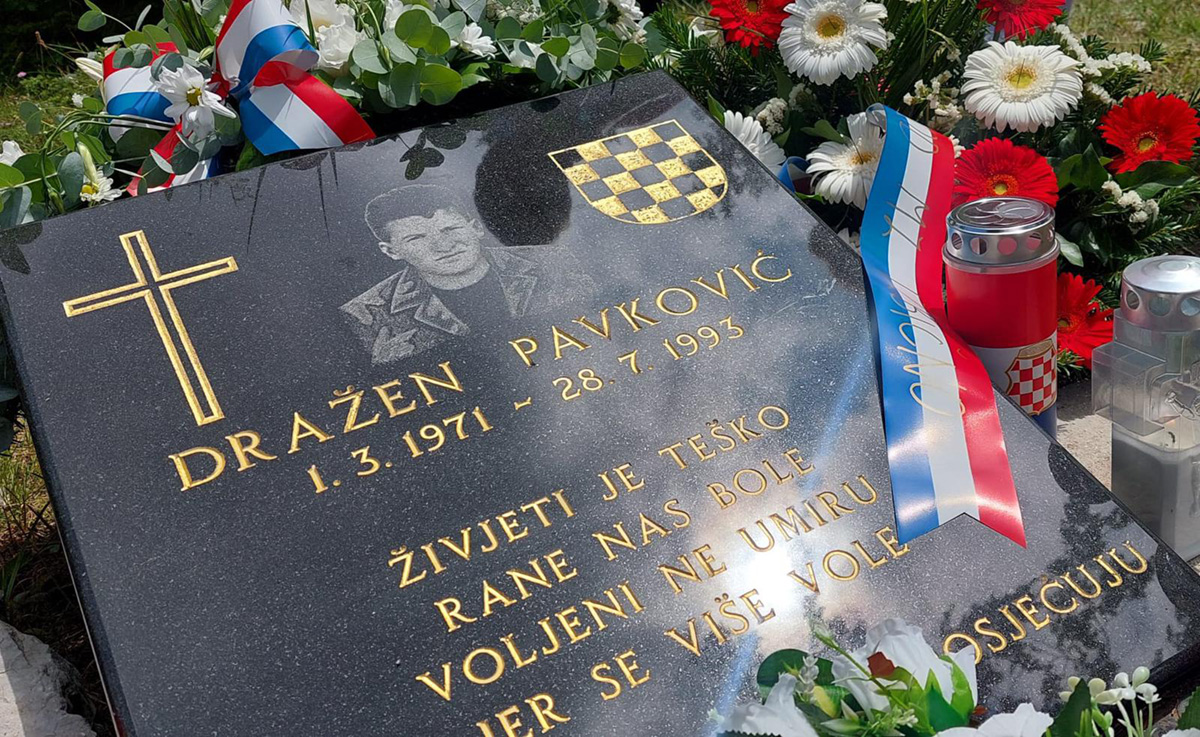 DRAŽEN PAVKOVIĆ
1. 3. 1971 - 28. 7. 1993
ŽIVJETI JE TEŠKO
RANE NAS BOLE
VOLJENI NE UMIRU
JER SE VIŠE VOLE
OSJEĆUJU